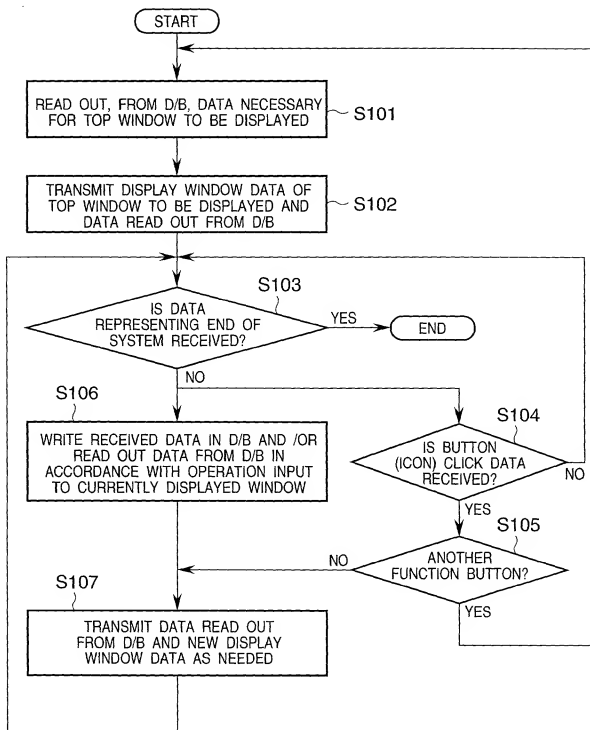 START
READ OUT, FROM D/B, DATA NECESSARY
FOR TOP WINDOW TO BE DISPLAYED
S101
TRANSMIT DISPLAY WINDOW DATA OF
TOP WINDOW TO BE DISPLAYED AND
DATA READ OUT FROM D/B
S102
S103
IS DATA
REPRESENTING END OF
SYSTEM RECEIVED?
YES
END
NO
S106
WRITE RECEIVED DATA IN D/B AND /OR
READ OUT DATA FROM D/B IN
ACCORDANCE WITH OPERATION INPUT
TO CURRENTLY DISPLAYED WINDOW
S104
IS BUTTON
(ICON) CLICK DATA
RECEIVED?
NO
YES
S105
ANOTHER
FUNCTION BUTTON?
NO
YES
S107
TRANSMIT DATA READ OUT
FROM D/B AND NEW DISPLAY
WINDOW DATA AS NEEDED